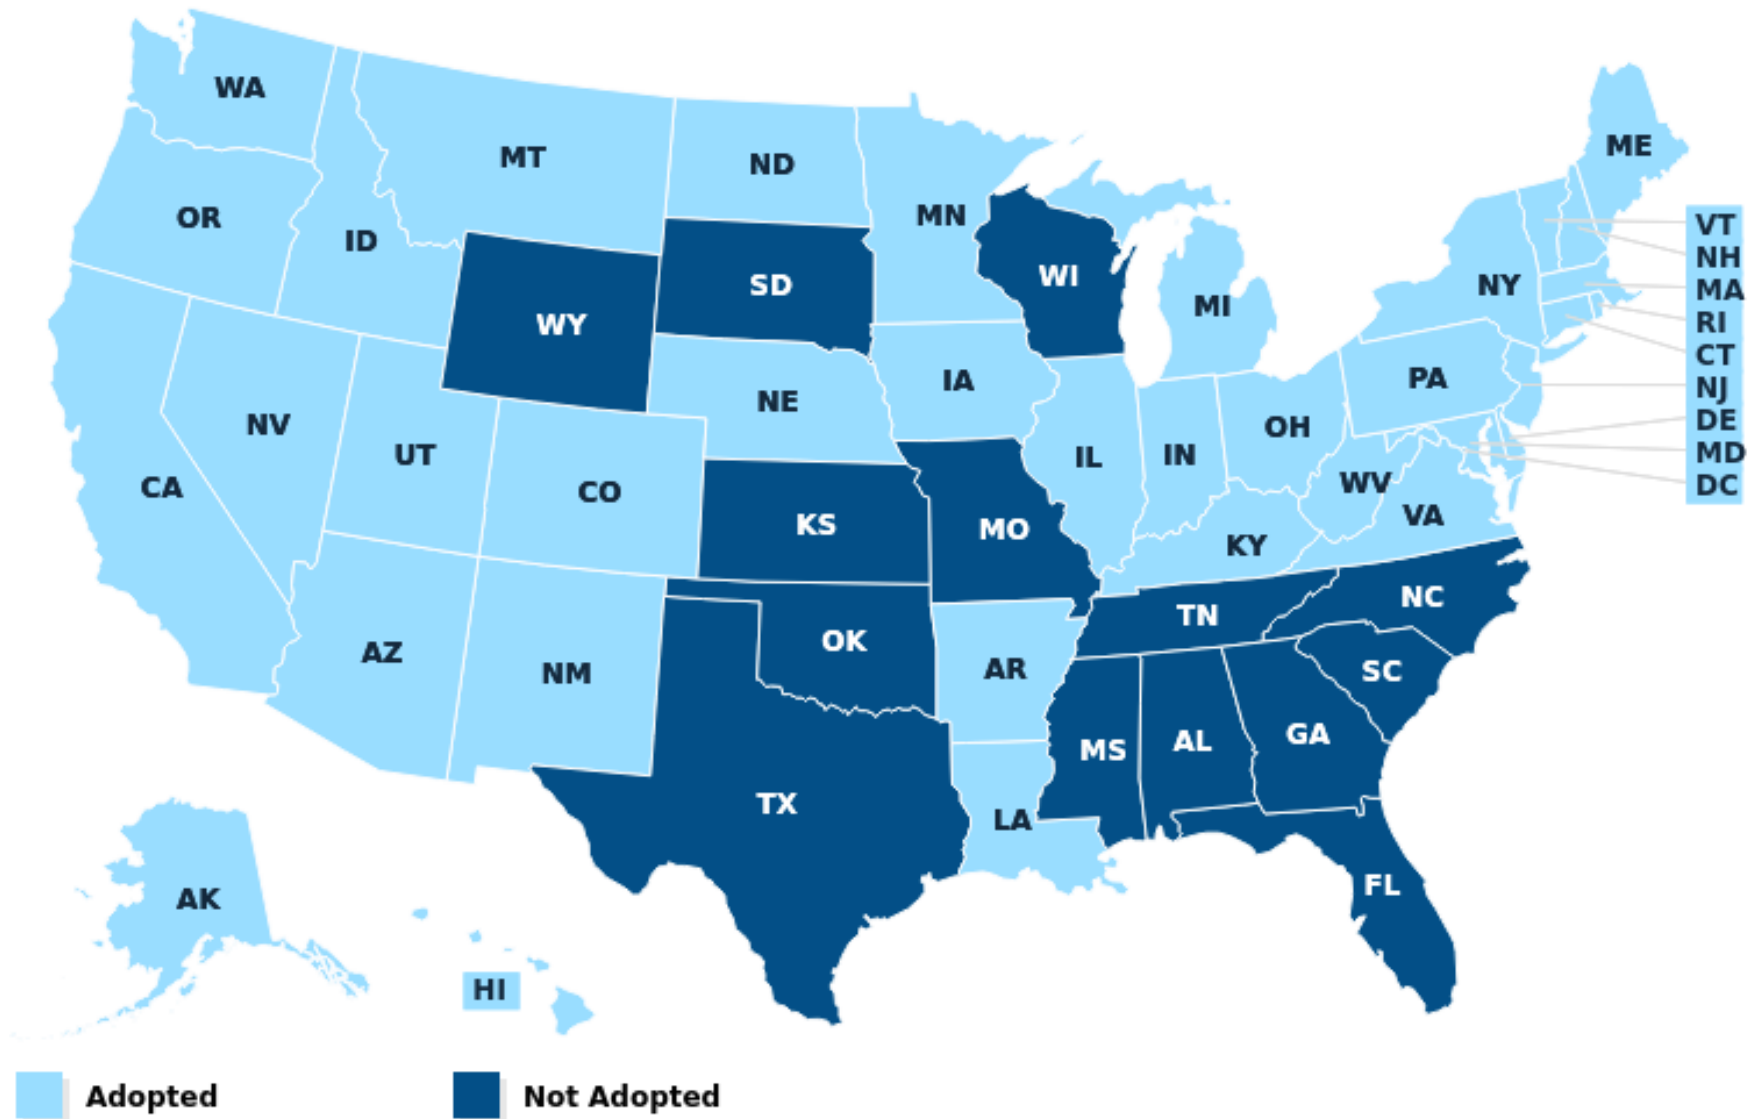 WA
ME
MT
ND
MN
OR
VT
ID
NH
WI
SD
NY
MA
MI
RI
WY
CT
PA
IA
NJ
NE
DE
NV
OH
MD
UT
IL
IN
WV
DC
CA
CO
KS
MO
VA
KY
NC
TN
OK
AZ
AR
SC
NM
GA
AL
MS
TX
LA
FL
AK
HI
Adopted
Not Adopted